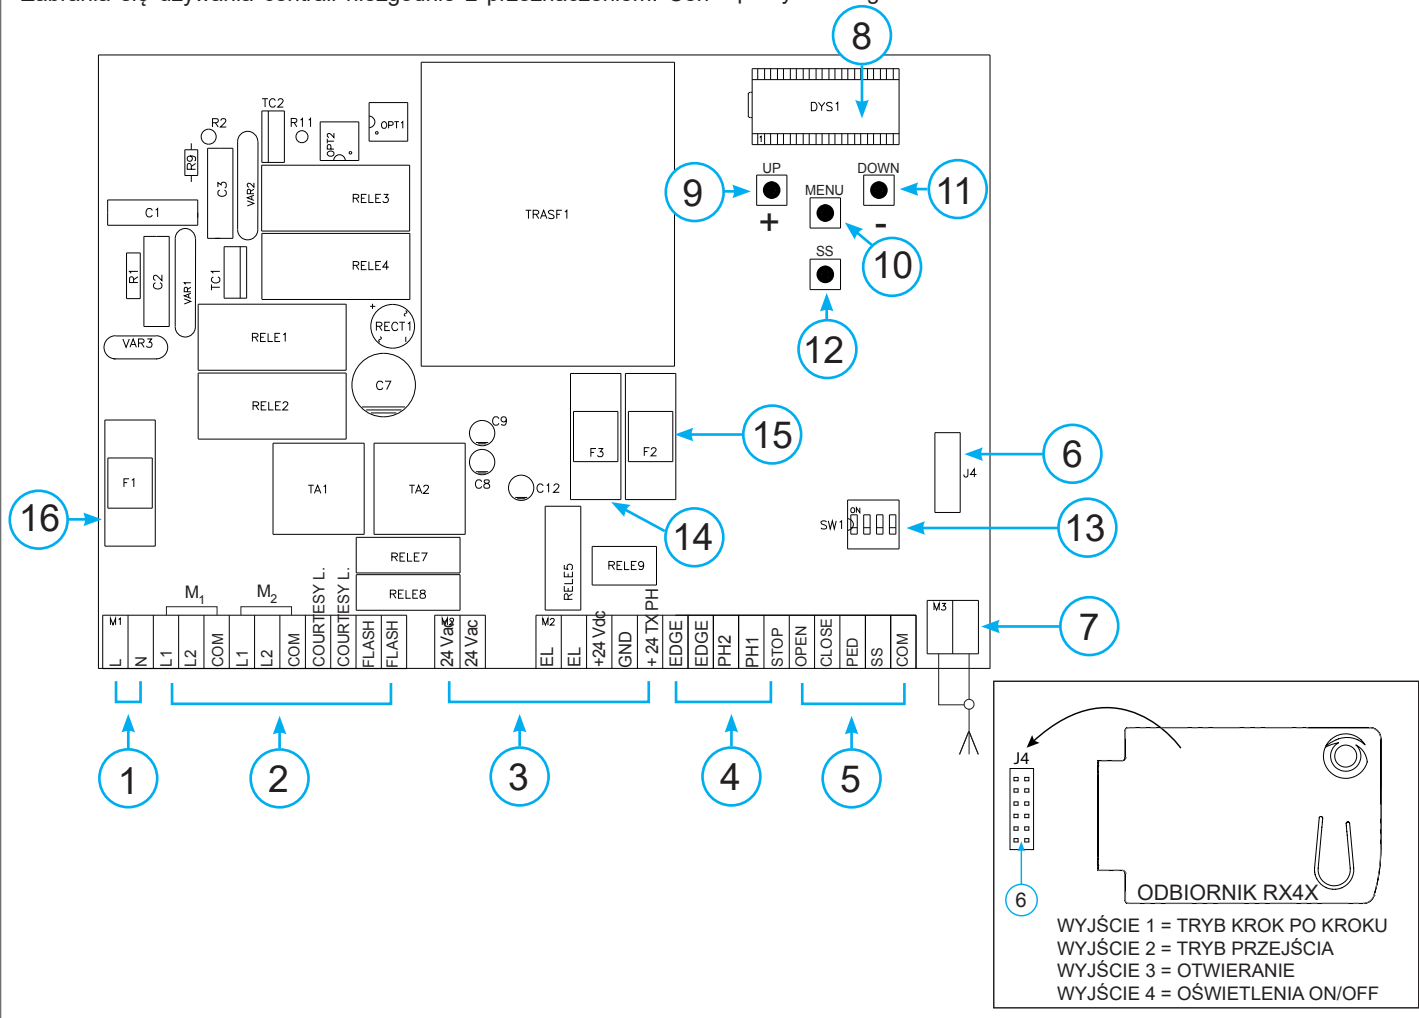 8
DYS1
1
TC2
R2
R11
OPT2
OPT1
R9
C3
VAR2
RELE3
TRASF1
UP
DOWN
MENU
9
11
+
-
C1
SS
10
R1
C2
VAR1
TC1
RELE4
12
VAR3
RELE1
+
RECT1
C7
RELE2
C9
15
6
F1
TA1
TA2
C8
C12
F3
F2
J4
16
14
ON
SW1
13
RELE7
RELE8
RELE5
RELE9
M1
M2
M1
L
N
L1
L2
COM
L1
L2
COM
COURTESY L.
COURTESY L.
FLASH
FLASH
M2
24 Vac
24 Vac
M2
EL
EL
+24 Vdc
GND
+ 24 TX PH
EDGE
EDGE
PH2
PH1
STOP
OPEN
CLOSE
PED
SS
COM
M3
7
1
2
3
4
5
J4
6
ODBIORNIK RX4X
WYJŚCIE 1 = TRYB KROK PO KROKU
WYJŚCIE 2 = TRYB PRZEJŚCIA
WYJŚCIE 3 = OTWIERANIE
WYJŚCIE 4 = OŚWIETLENIA ON/OFF